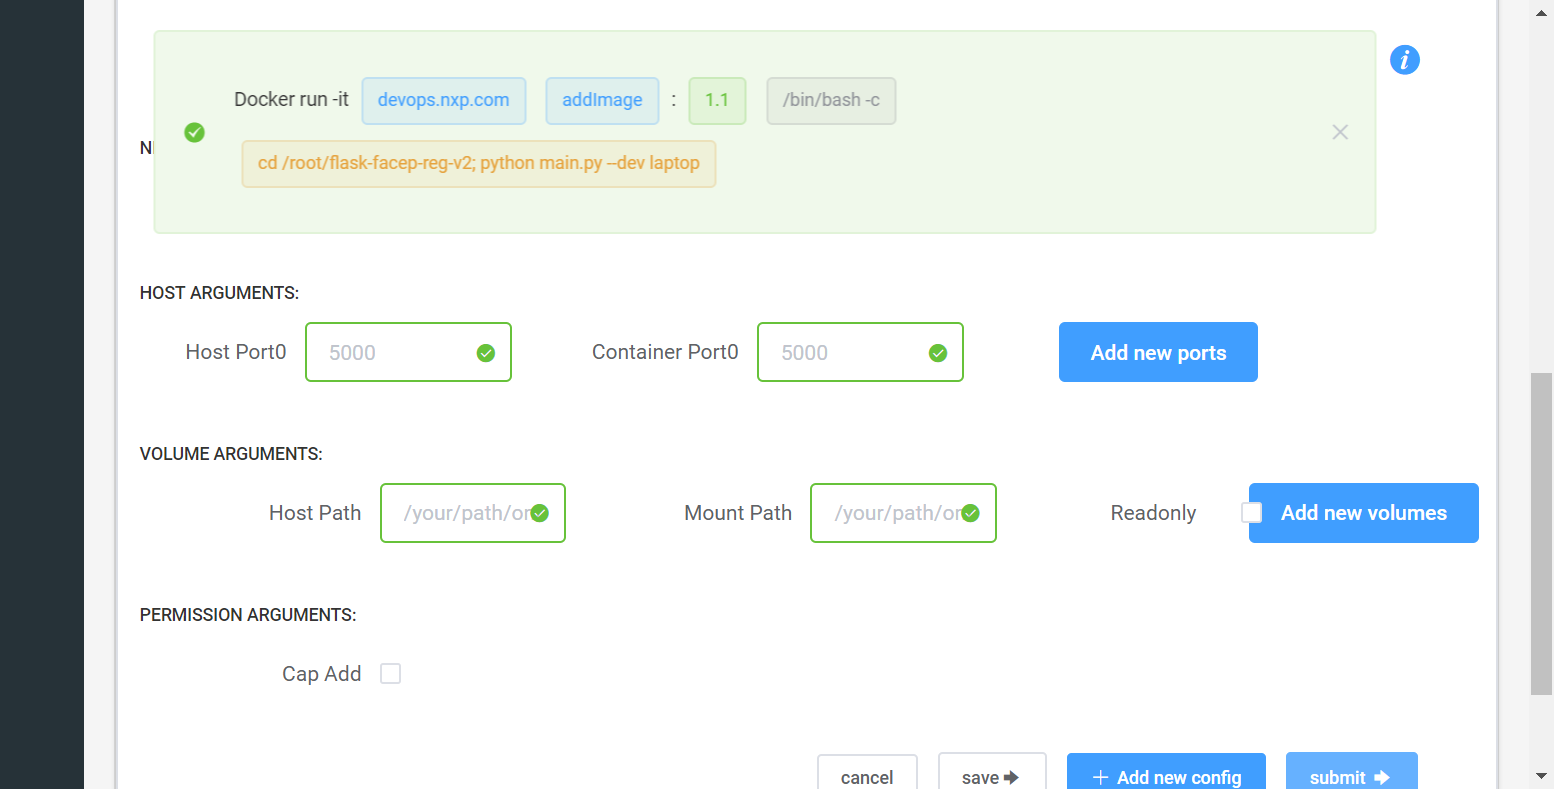 Docker run -it devops.nxp.com addImage : 1.1 /bin/bash -c
cd /root/flask-facep-reg-v2; python main.py --dev laptop
HOST ARGUMENTS:
Host Port0 5000 Container Port0 5000 Add new ports
VOLUME ARGUMENTS:
Host Path /your/path/or Mount Path /your/path/or Readonly Add new volumes
PERMISSION ARGUMENTS:
Cap Add
cancel save + Add new config submit